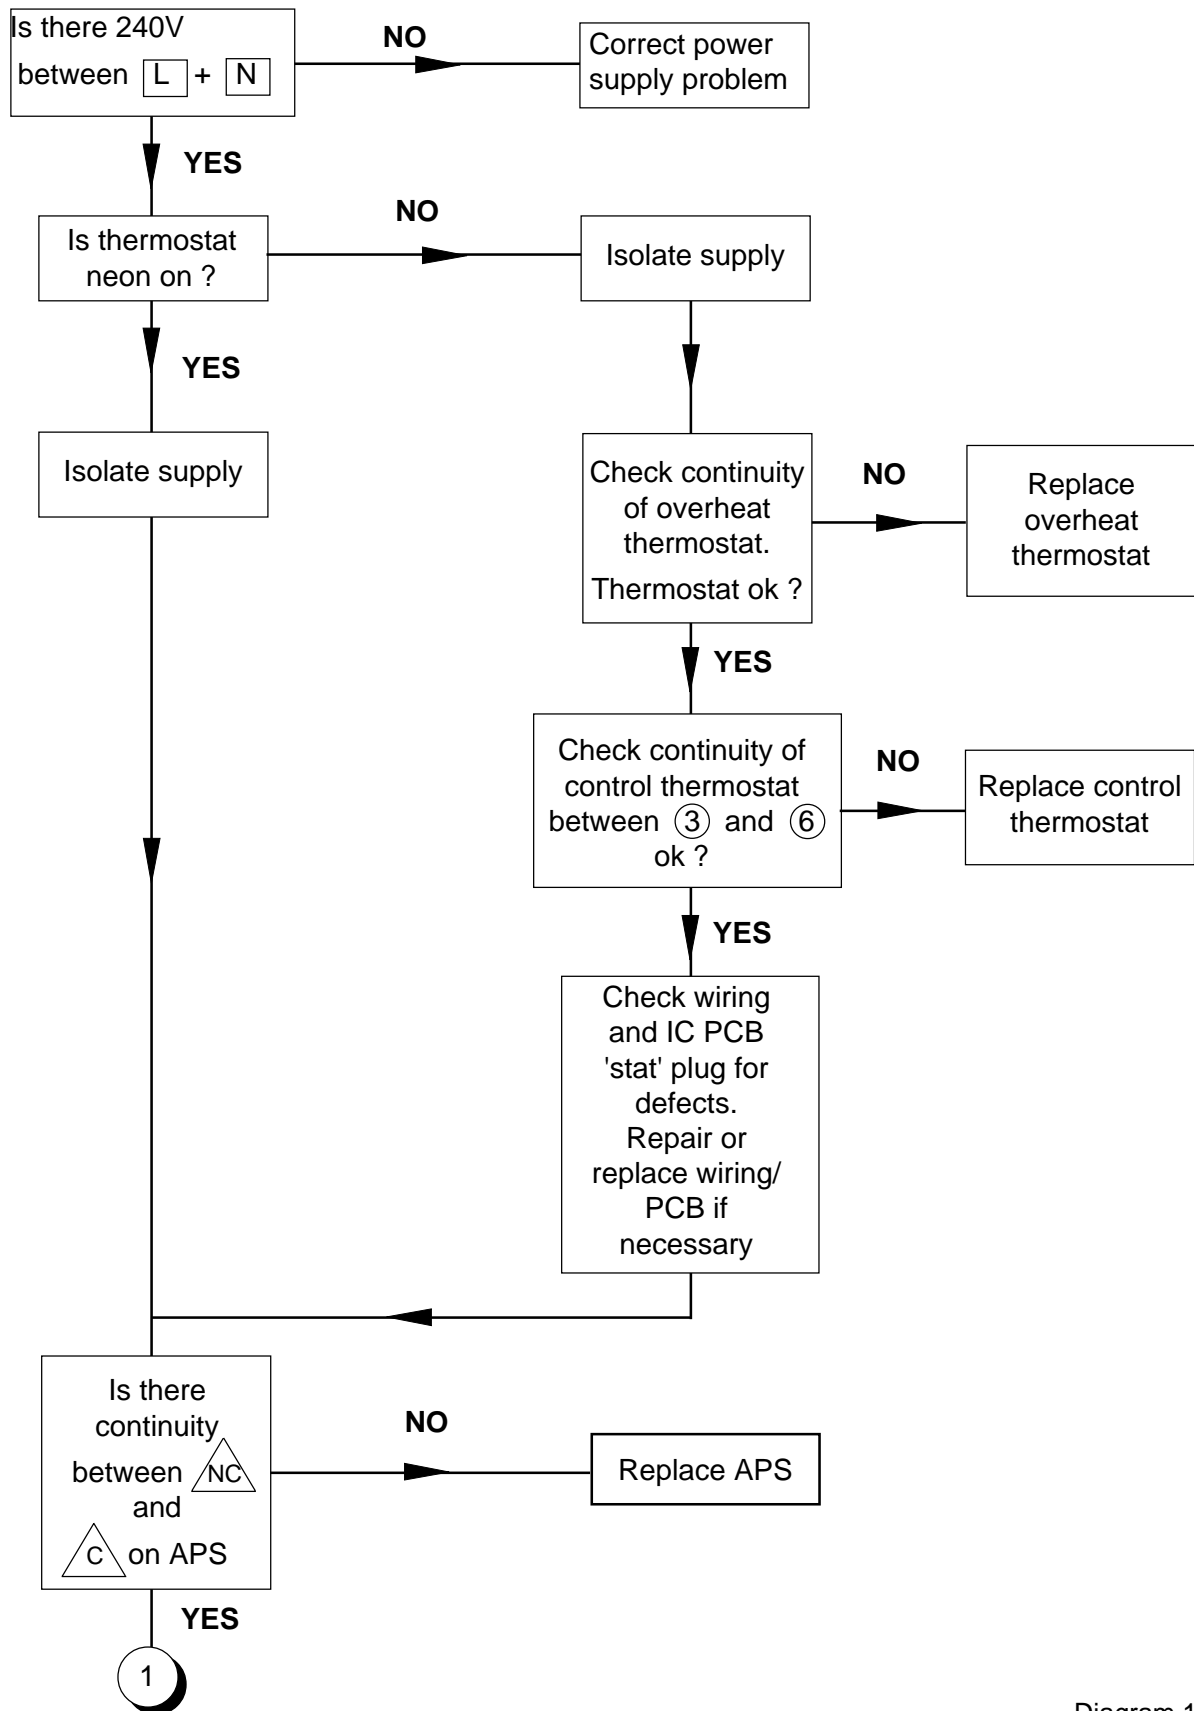 Is there 240V
between L + N
NO
Correct power
supply problem
YES
Is thermostat
neon on ?
NO
Isolate supply
YES
Isolate supply
Check continuity
of overheat
thermostat.
Thermostat ok ?
NO
Replace
overheat
thermostat
YES
Check continuity of
control thermostat
between 3 and 6
ok ?
NO
Replace control
thermostat
YES
Check wiring
and IC PCB
'stat' plug for
defects.
Repair or
replace wiring/
PCB if
necessary
Is there
continuity
between NC
and
C on APS
NO
Replace APS
YES
1
Diagram 1